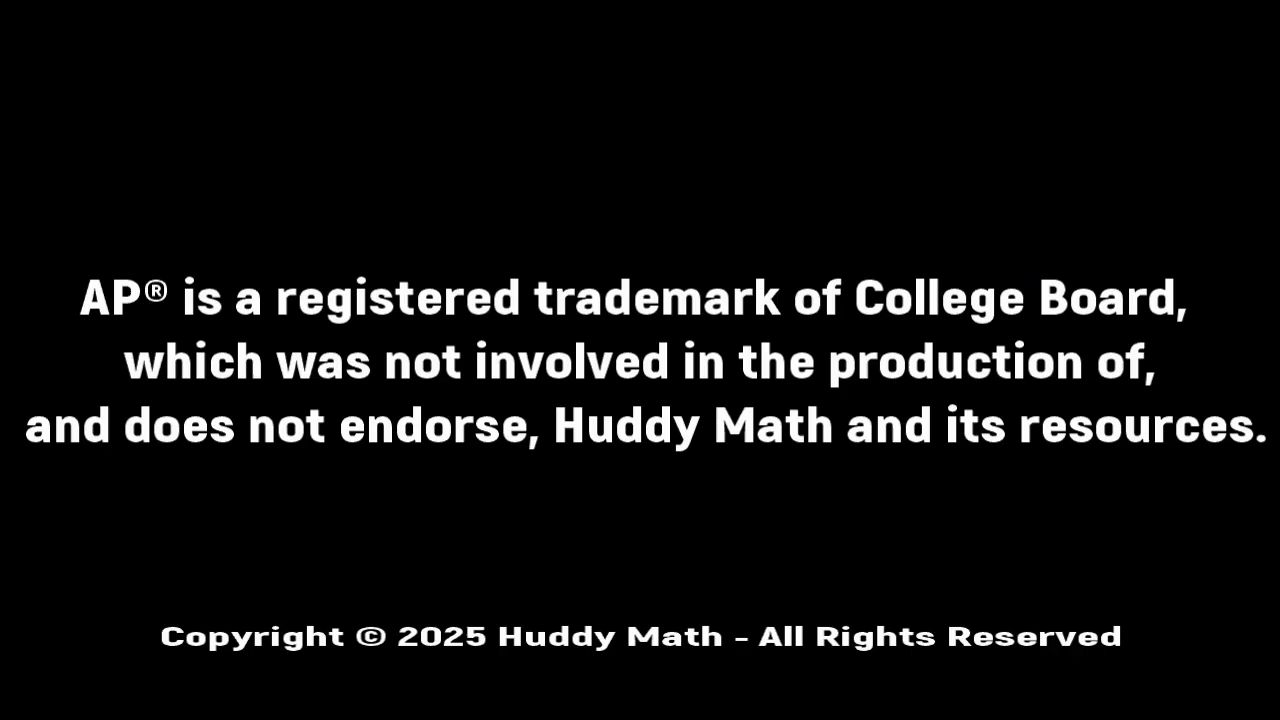 AP® is a registered trademark of College Board,
which was not involved in the production of,
and does not endorse, Huddy Math and its resources.
Copyright © 2025 Huddy Math - All Rights Reserved